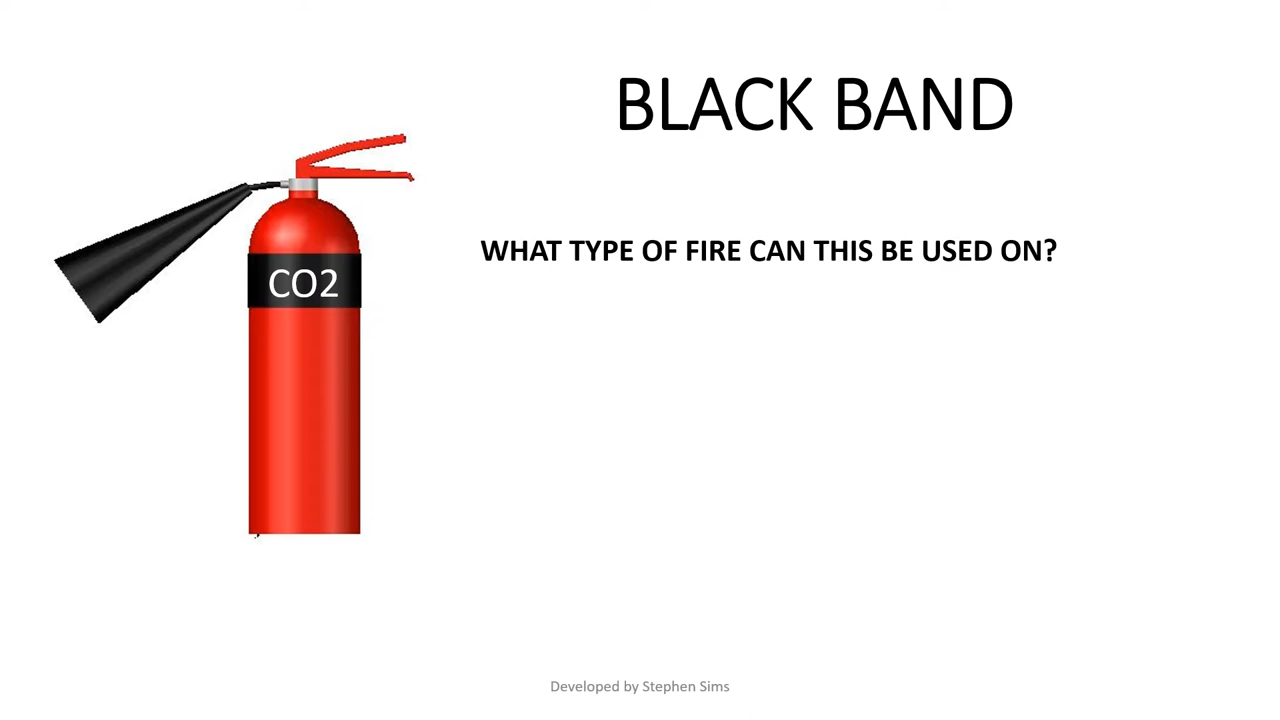 BLACK BAND
CO2
WHAT TYPE OF FIRE CAN THIS BE USED ON?
Developed by Stephen Sims